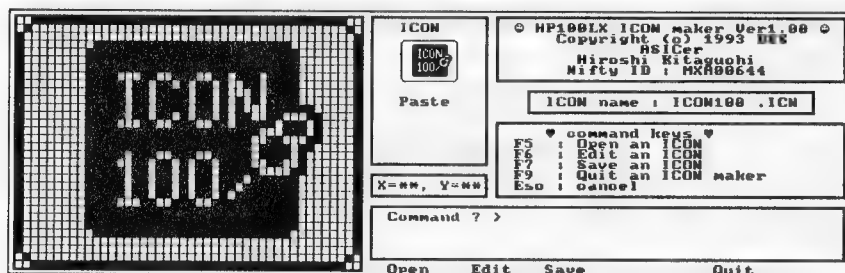 ICON
100
ICON
ICON
100
Paste
X=**, Y=**
☺ HP100LX ICON maker Ver1.00 ☺
Copyright (c) 1993
ASICer
Hiroshi Kitaguchi
Nifty ID : MXA00644
ICON name : ICON100 .ICN
♥ command keys ♥
F5 : Open an ICON
F6 : Edit an ICON
F7 : Save an ICON
F9 : Quit an ICON maker
Esc : cancel
Command ? >
Open Edit Save Quit